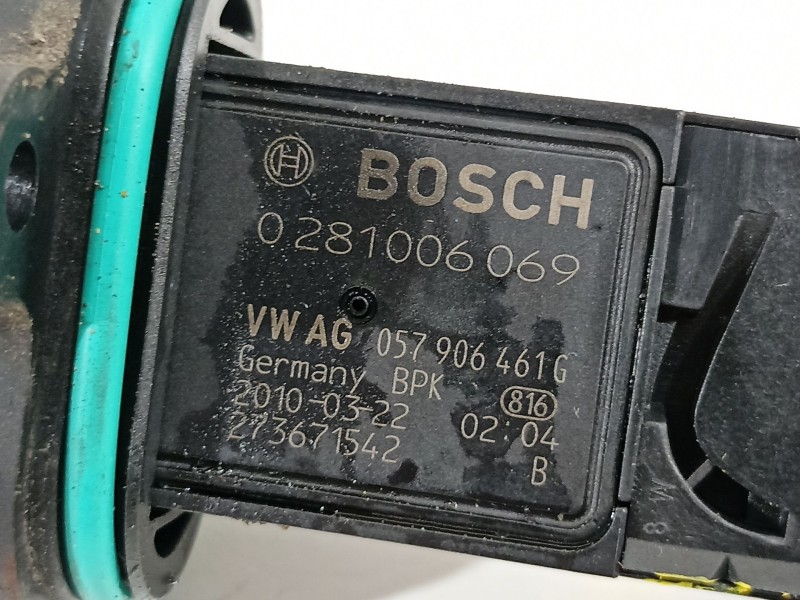 BOSCH
0 281 006 069
VW AG 057 906 461 G
Germany BPK 816
2010-03-22 02:04
273671542 B